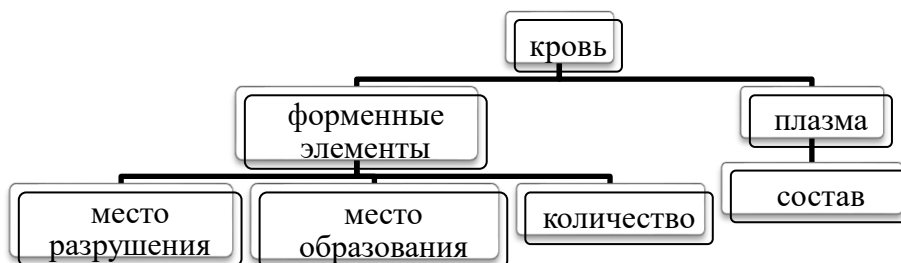 кровь
форменные
элементы
плазма
место
разрушения
место
образования
количество
состав